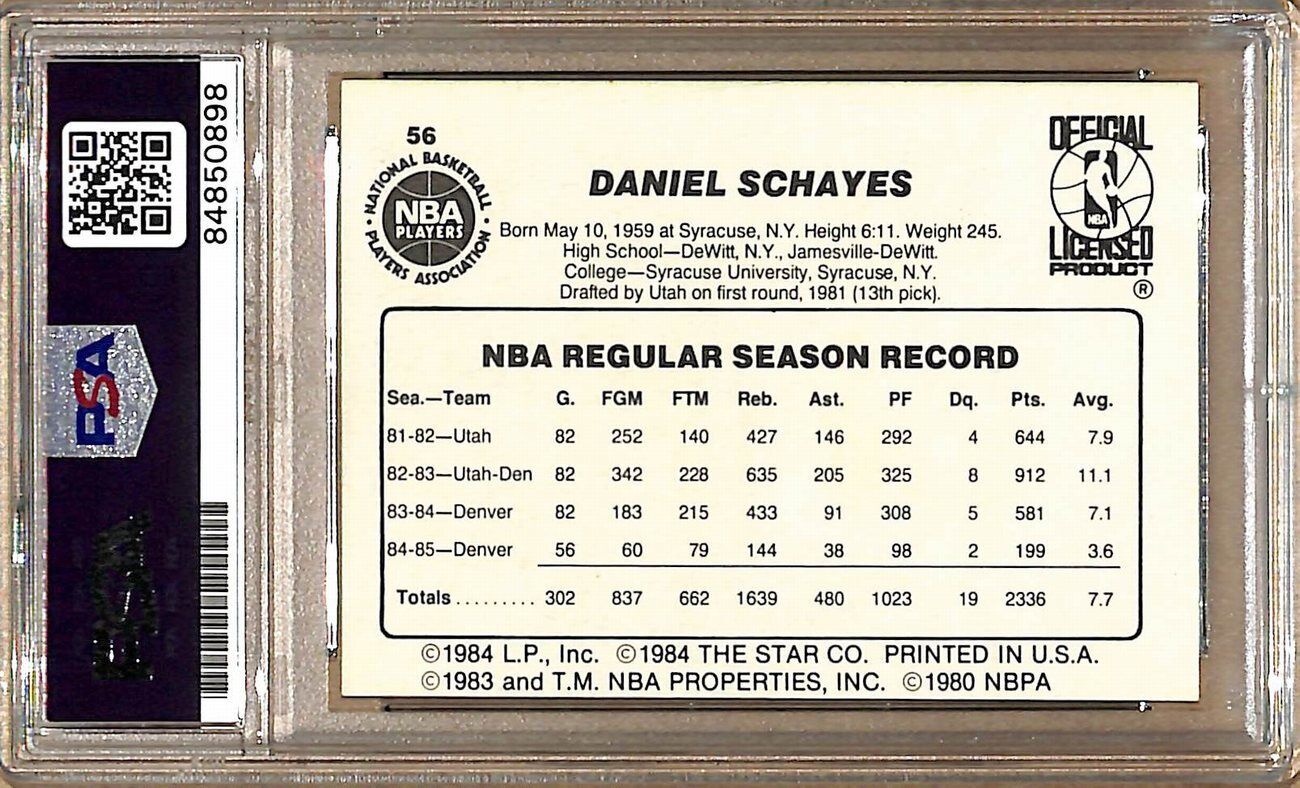 84850898
PSA
56
NATIONAL BASKETBALL
NBA
PLAYERS
PLAYERS ASSOCIATION
DANIEL SCHAYES
OFFICIAL
NBA
LICENSED
PRODUCT
®
Born May 10, 1959 at Syracuse, N.Y. Height 6:11. Weight 245.
High School—DeWitt, N.Y., Jamesville-DeWitt.
College—Syracuse University, Syracuse, N.Y.
Drafted by Utah on first round, 1981 (13th pick).
NBA REGULAR SEASON RECORD
Sea.—Team G. FGM FTM Reb. Ast. PF Dq. Pts. Avg.
81-82—Utah 82 252 140 427 146 292 4 644 7.9
82-83—Utah-Den 82 342 228 635 205 325 8 912 11.1
83-84—Denver 82 183 215 433 91 308 5 581 7.1
84-85—Denver 56 60 79 144 38 98 2 199 3.6
Totals ......... 302 837 662 1639 480 1023 19 2336 7.7
©1984 L.P., Inc. ©1984 THE STAR CO. PRINTED IN U.S.A.
©1983 and T.M. NBA PROPERTIES, INC. ©1980 NBPA